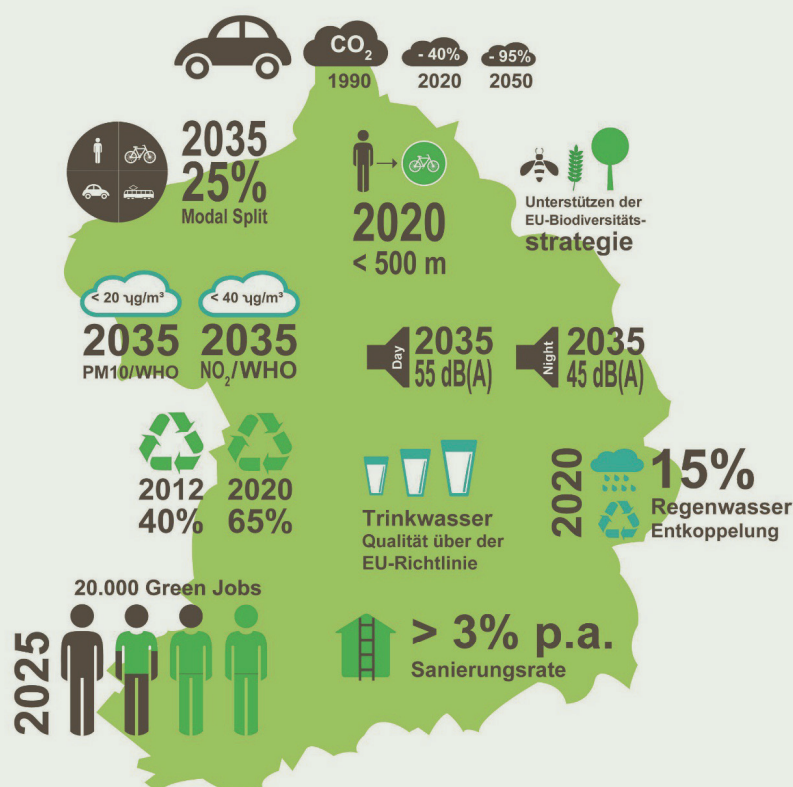 CO₂
1990
- 40%
2020
- 95%
2050
2035
25%
Modal Split
2020
< 500 m
Unterstützen der
EU-Biodiversitäts-
strategie
< 20 ɥg/m³
2035
PM10/WHO
< 40 ɥg/m³
2035
NO₂/WHO
Day
2035
55 dB(A)
Night
2035
45 dB(A)
2012
40%
2020
65%
Trinkwasser
Qualität über der
EU-Richtlinie
2020
15%
Regenwasser
Entkoppelung
20.000 Green Jobs
2025
> 3% p.a.
Sanierungsrate